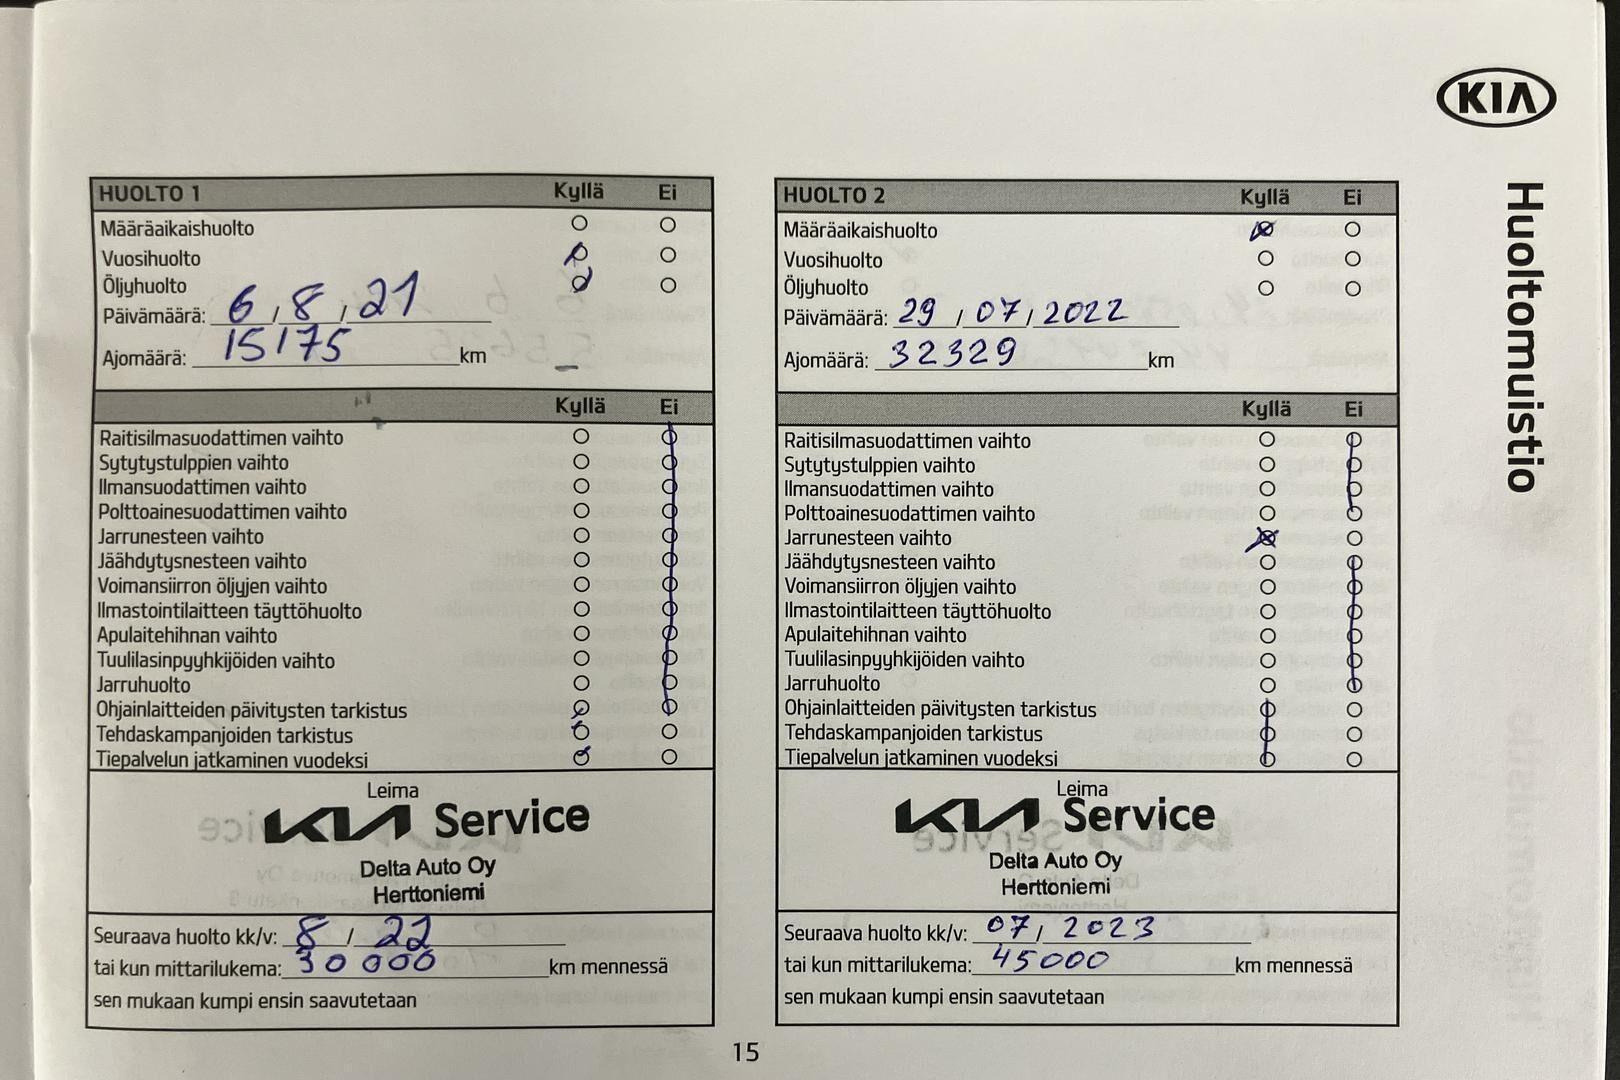 KIA
Huoltomuistio
HUOLTO 1 Kyllä Ei
Määräaikaishuolto
Vuosihuolto
Öljyhuolto
Päivämäärä: 6 / 8 / 21
Ajomäärä: 15175 km
Kyllä Ei
Raitisilmasuodattimen vaihto
Sytytystulppien vaihto
Ilmansuodattimen vaihto
Polttoainesuodattimen vaihto
Jarrunesteen vaihto
Jäähdytysnesteen vaihto
Voimansiirron öljyjen vaihto
Ilmastointilaitteen täyttöhuolto
Apulaitehihnan vaihto
Tuulilasinpyyhkijöiden vaihto
Jarruhuolto
Ohjainlaitteiden päivitysten tarkistus
Tehdaskampanjoiden tarkistus
Tiepalvelun jatkaminen vuodeksi
Leima
KIA Service
Delta Auto Oy
Herttoniemi
Seuraava huolto kk/v: 8 / 22
tai kun mittarilukema: 30 000 km mennessä
sen mukaan kumpi ensin saavutetaan
HUOLTO 2 Kyllä Ei
Määräaikaishuolto
Vuosihuolto
Öljyhuolto
Päivämäärä: 29 / 07 / 2022
Ajomäärä: 32329 km
Kyllä Ei
Raitisilmasuodattimen vaihto
Sytytystulppien vaihto
Ilmansuodattimen vaihto
Polttoainesuodattimen vaihto
Jarrunesteen vaihto
Jäähdytysnesteen vaihto
Voimansiirron öljyjen vaihto
Ilmastointilaitteen täyttöhuolto
Apulaitehihnan vaihto
Tuulilasinpyyhkijöiden vaihto
Jarruhuolto
Ohjainlaitteiden päivitysten tarkistus
Tehdaskampanjoiden tarkistus
Tiepalvelun jatkaminen vuodeksi
Leima
KIA Service
Delta Auto Oy
Herttoniemi
Seuraava huolto kk/v: 07 / 2023
tai kun mittarilukema: 45000 km mennessä
sen mukaan kumpi ensin saavutetaan
15